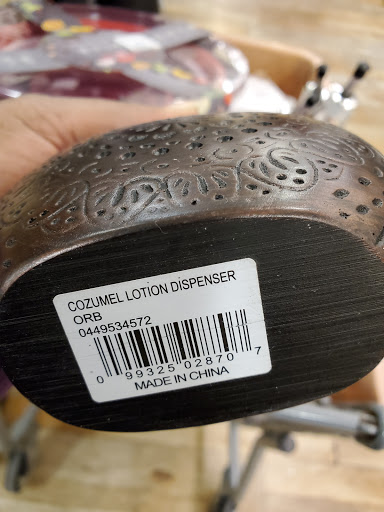 COZUMEL LOTION DISPENSER
ORB
0449534572
0 99325 02870 7
MADE IN CHINA